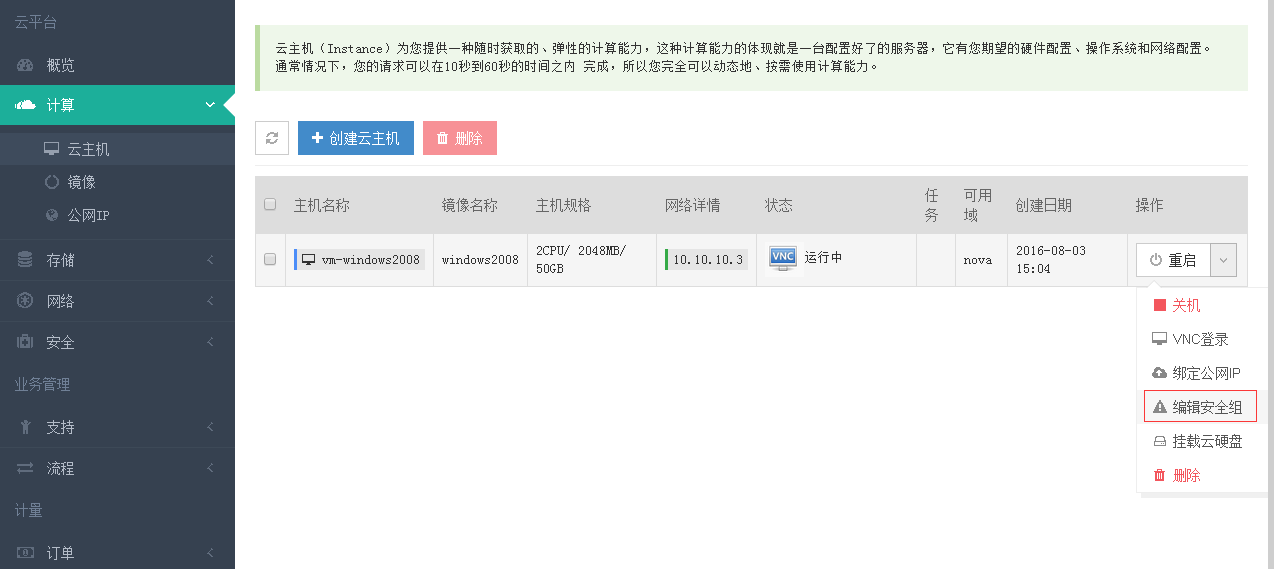 云平台
概览
计算
云主机
镜像
公网IP
存储
网络
安全
业务管理
支持
流程
计量
订单
云主机（Instance）为您提供一种随时获取的、弹性的计算能力，这种计算能力的体现就是一台配置好了的服务器，它有您期望的硬件配置、操作系统和网络配置。
通常情况下，您的请求可以在10秒到60秒的时间之内 完成，所以您完全可以动态地、按需使用计算能力。
创建云主机 删除
主机名称 镜像名称 主机规格 网络详情 状态 任务 可用域 创建日期 操作
vm-windows2008 windows2008 2CPU/ 2048MB/ 50GB 10.10.10.3 VNC 运行中 nova 2016-08-03 15:04 重启
关机
VNC登录
绑定公网IP
编辑安全组
挂载云硬盘
删除